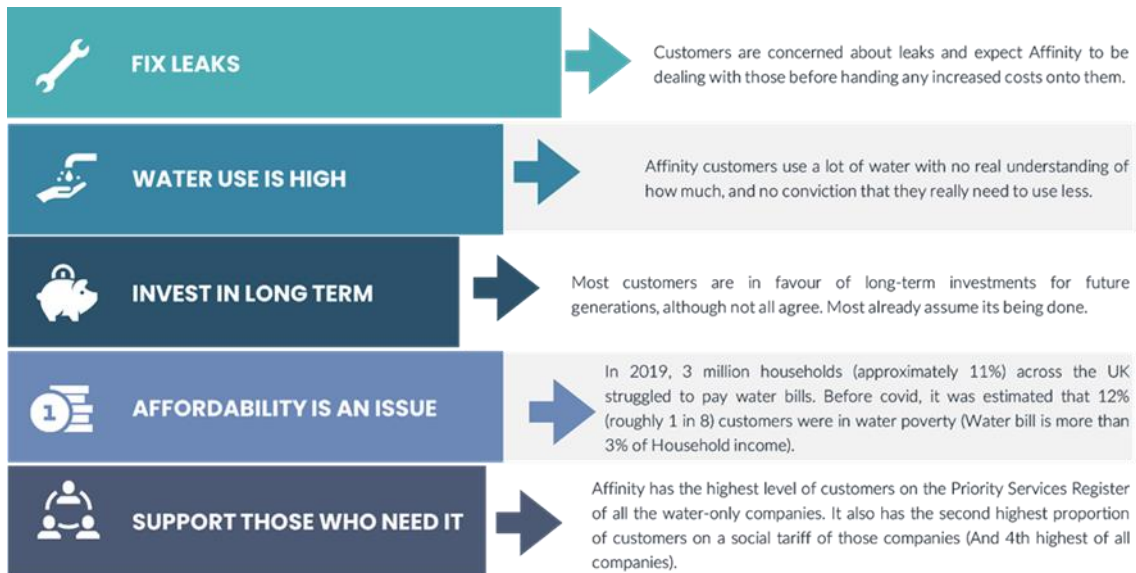 FIX LEAKS
Customers are concerned about leaks and expect Affinity to be
dealing with those before handing any increased costs onto them.
WATER USE IS HIGH
Affinity customers use a lot of water with no real understanding of
how much, and no conviction that they really need to use less.
INVEST IN LONG TERM
Most customers are in favour of long-term investments for future
generations, although not all agree. Most already assume its being done.
1
AFFORDABILITY IS AN ISSUE
In 2019, 3 million households (approximately 11%) across the UK
struggled to pay water bills. Before covid, it was estimated that 12%
(roughly 1 in 8) customers were in water poverty (Water bill is more than
3% of Household income).
SUPPORT THOSE WHO NEED IT
Affinity has the highest level of customers on the Priority Services Register
of all the water-only companies. It also has the second highest proportion
of customers on a social tariff of those companies (And 4th highest of all
companies).